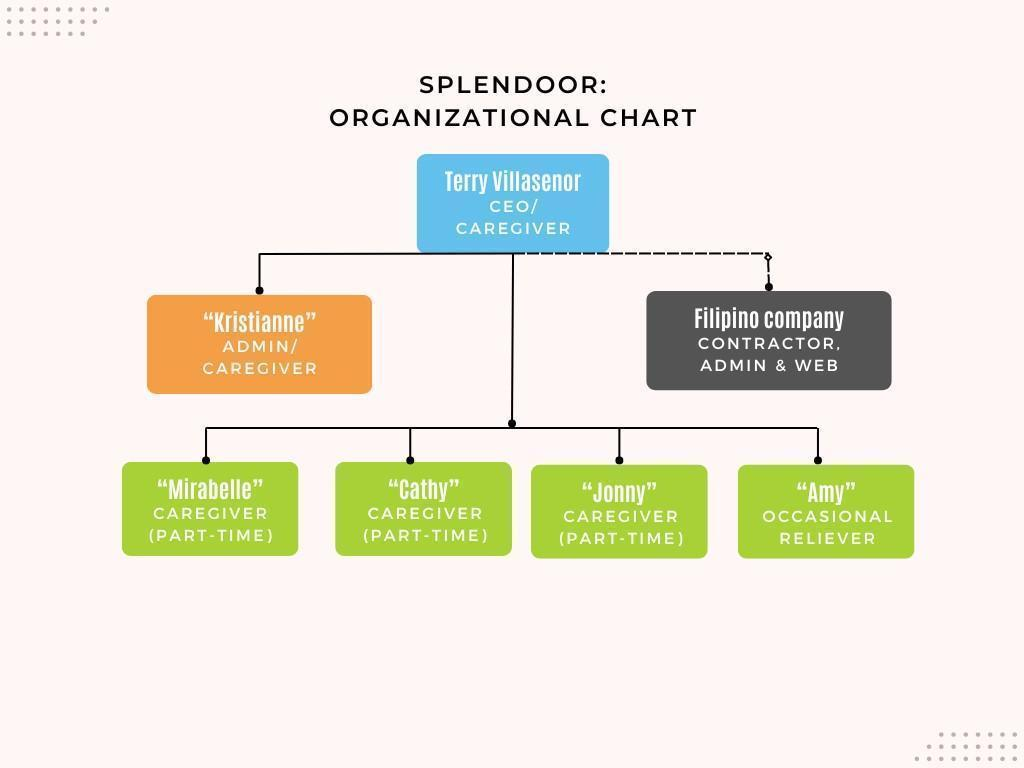 SPLENDOOR:
ORGANIZATIONAL CHART
Terry Villasenor
CEO/
CAREGIVER
“Kristianne”
ADMIN/
CAREGIVER
Filipino company
CONTRACTOR,
ADMIN & WEB
“Mirabelle”
CAREGIVER
(PART-TIME)
“Cathy”
CAREGIVER
(PART-TIME)
“Jonny”
CAREGIVER
(PART-TIME)
“Amy”
OCCASIONAL
RELIEVER